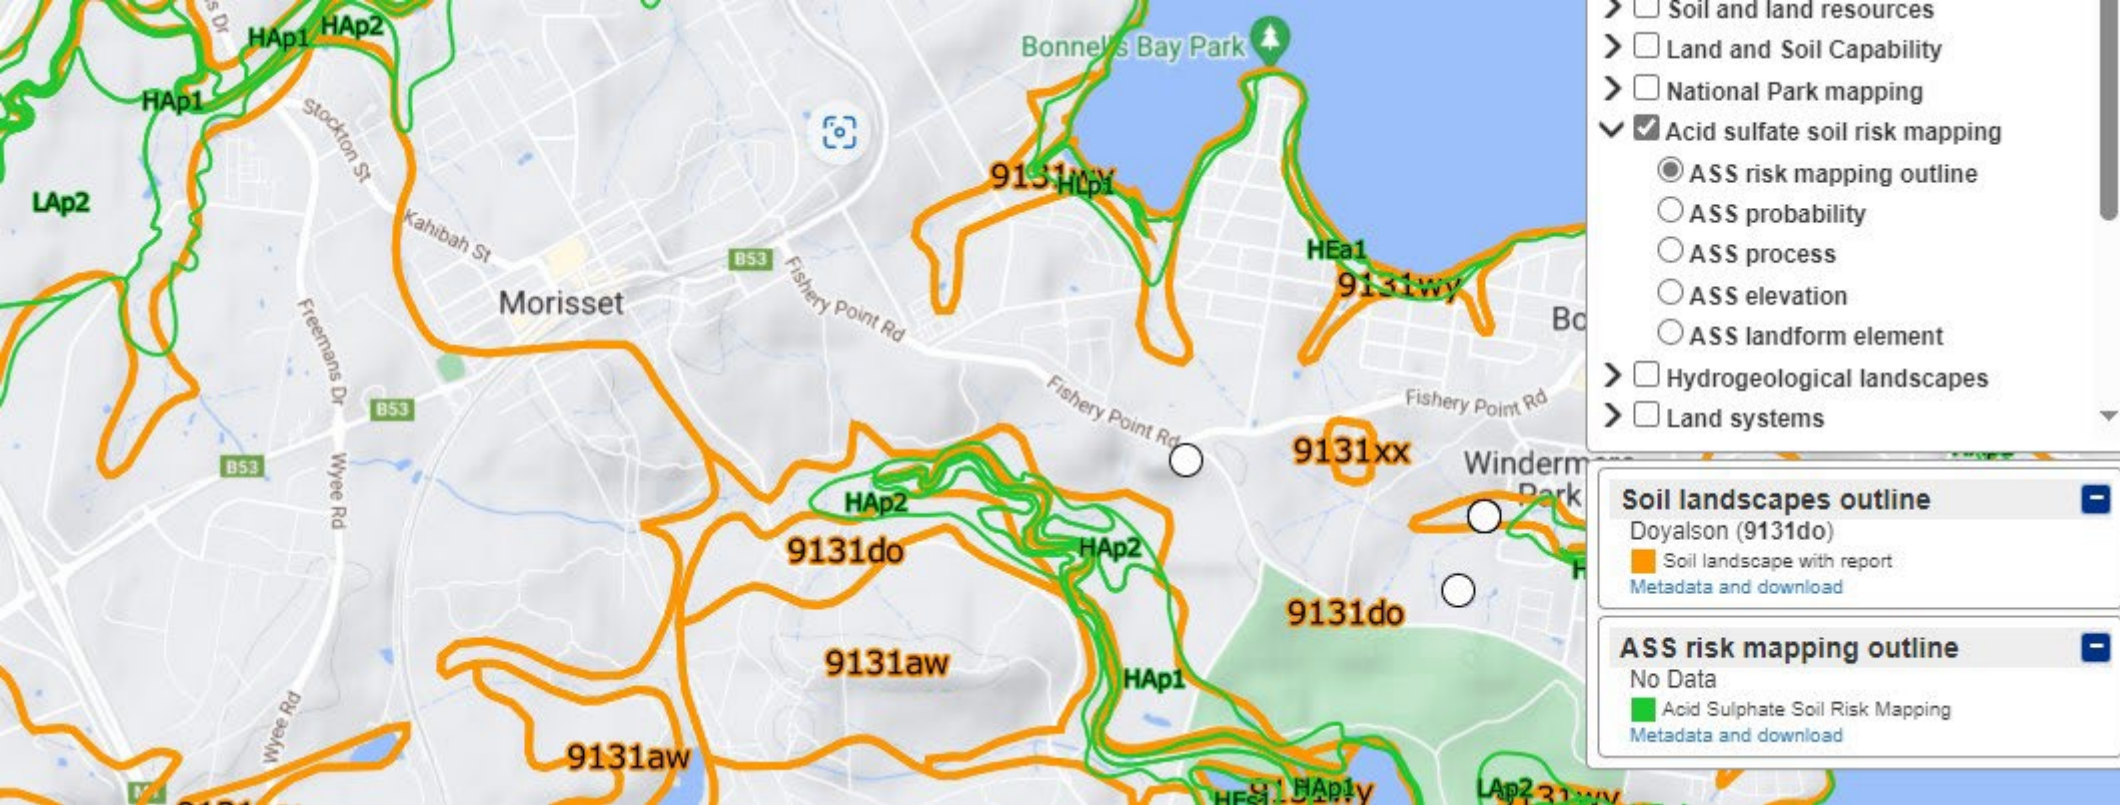 HAp1
HAp2
Bonnell's Bay Park
HAp1
Stockton St
LAp2
Kahibah St
9131wy
HLp1
B53
HEa1
9131wy
Morisset
Fishery Point Rd
Freemans Dr
B53
Fishery Point Rd
Fishery Point Rd
B53
9131xx
Wyee Rd
HAp2
Park
9131do
HAp2
9131do
9131aw
HAp1
Wyee Rd
9131aw
HAp1
LAp2
9131wy
Soil and land resources
Land and Soil Capability
National Park mapping
Acid sulfate soil risk mapping
ASS risk mapping outline
ASS probability
ASS process
ASS elevation
ASS landform element
Hydrogeological landscapes
Land systems
Soil landscapes outline
Doyalson (9131do)
Soil landscape with report
Metadata and download
ASS risk mapping outline
No Data
Acid Sulphate Soil Risk Mapping
Metadata and download